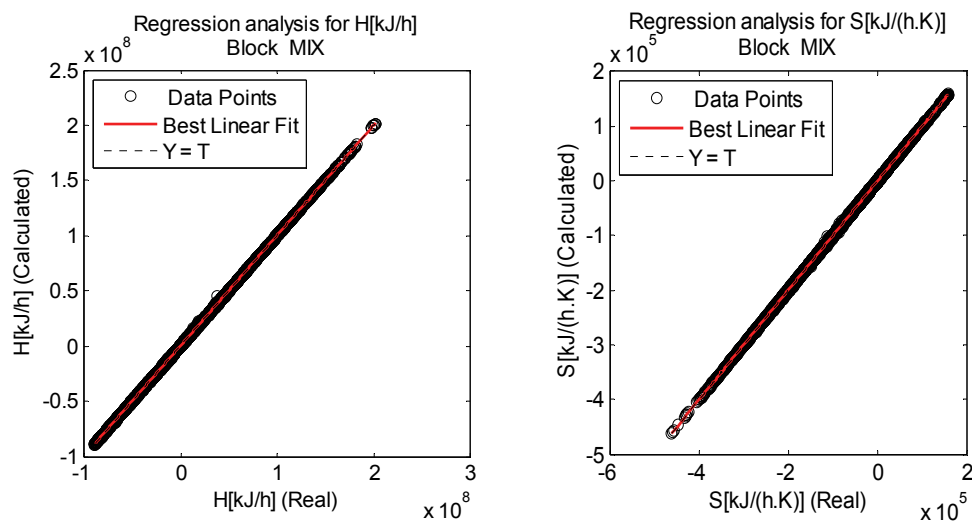 Regression analysis for H[kJ/h]
Block MIX
x 10^8
2.5
2
1.5
1
0.5
0
-0.5
-1
-1 0 1 2 3
x 10^8
H[kJ/h] (Calculated)
H[kJ/h] (Real)
Data Points
Best Linear Fit
Y = T
Regression analysis for S[kJ/(h.K)]
Block MIX
x 10^5
2
1
0
-1
-2
-3
-4
-5
-6 -4 -2 0 2
x 10^5
S[kJ/(h.K)] (Calculated)
S[kJ/(h.K)] (Real)
Data Points
Best Linear Fit
Y = T